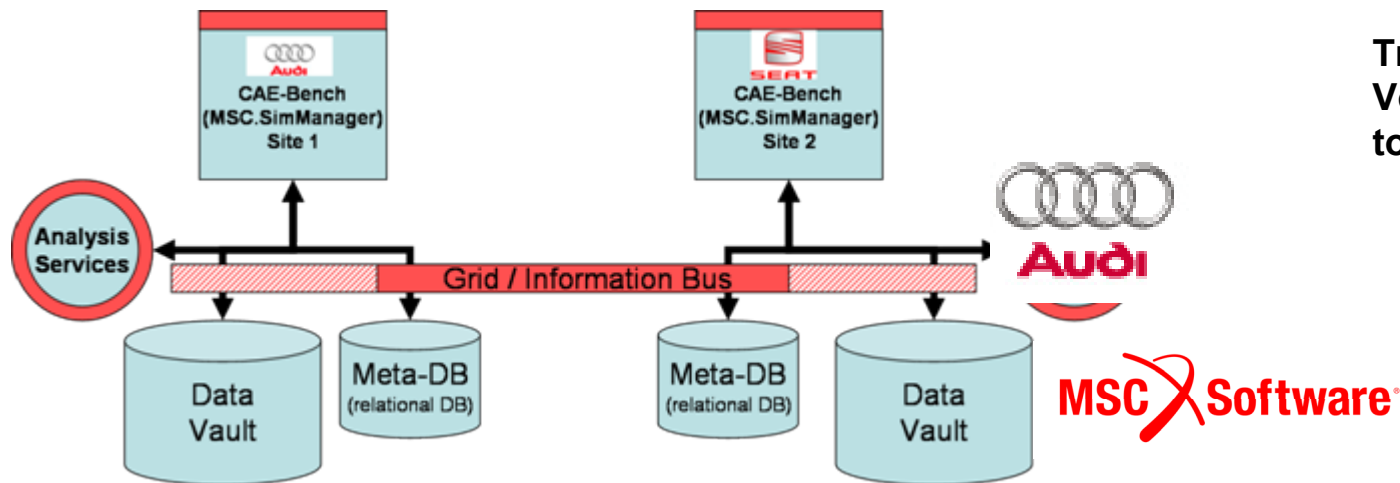 Audi
CAE-Bench
(MSC.SimManager)
Site 1
SEAT
CAE-Bench
(MSC.SimManager)
Site 2
Analysis
Services
Grid / Information Bus
Audi
Data
Vault
Meta-DB
(relational DB)
Meta-DB
(relational DB)
Data
Vault
MSC Software